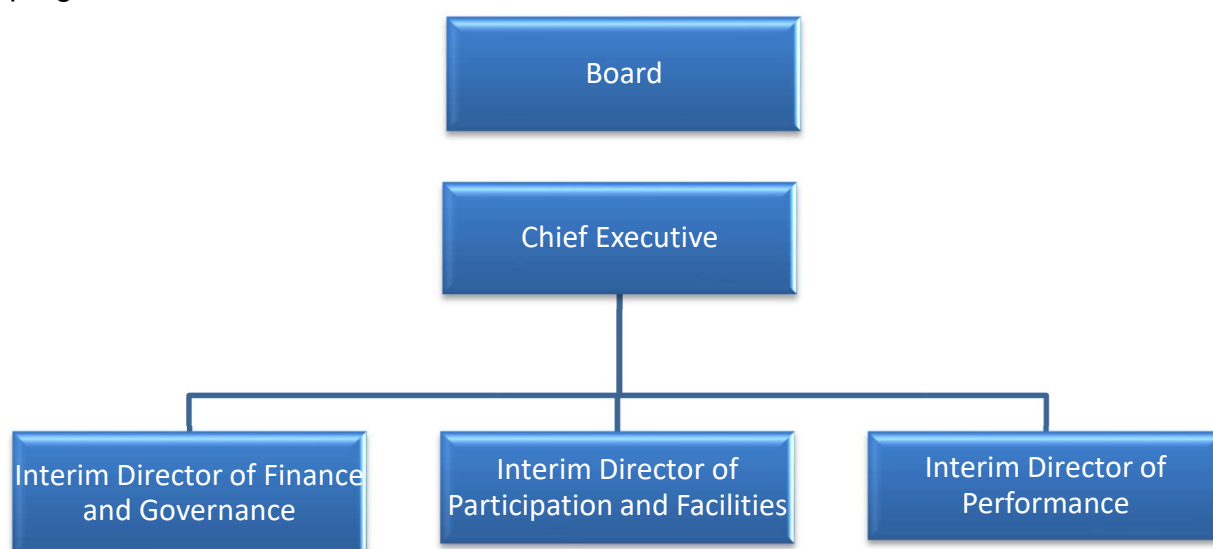 Board
Chief Executive
Interim Director of Finance
and Governance
Interim Director of
Participation and Facilities
Interim Director of
Performance